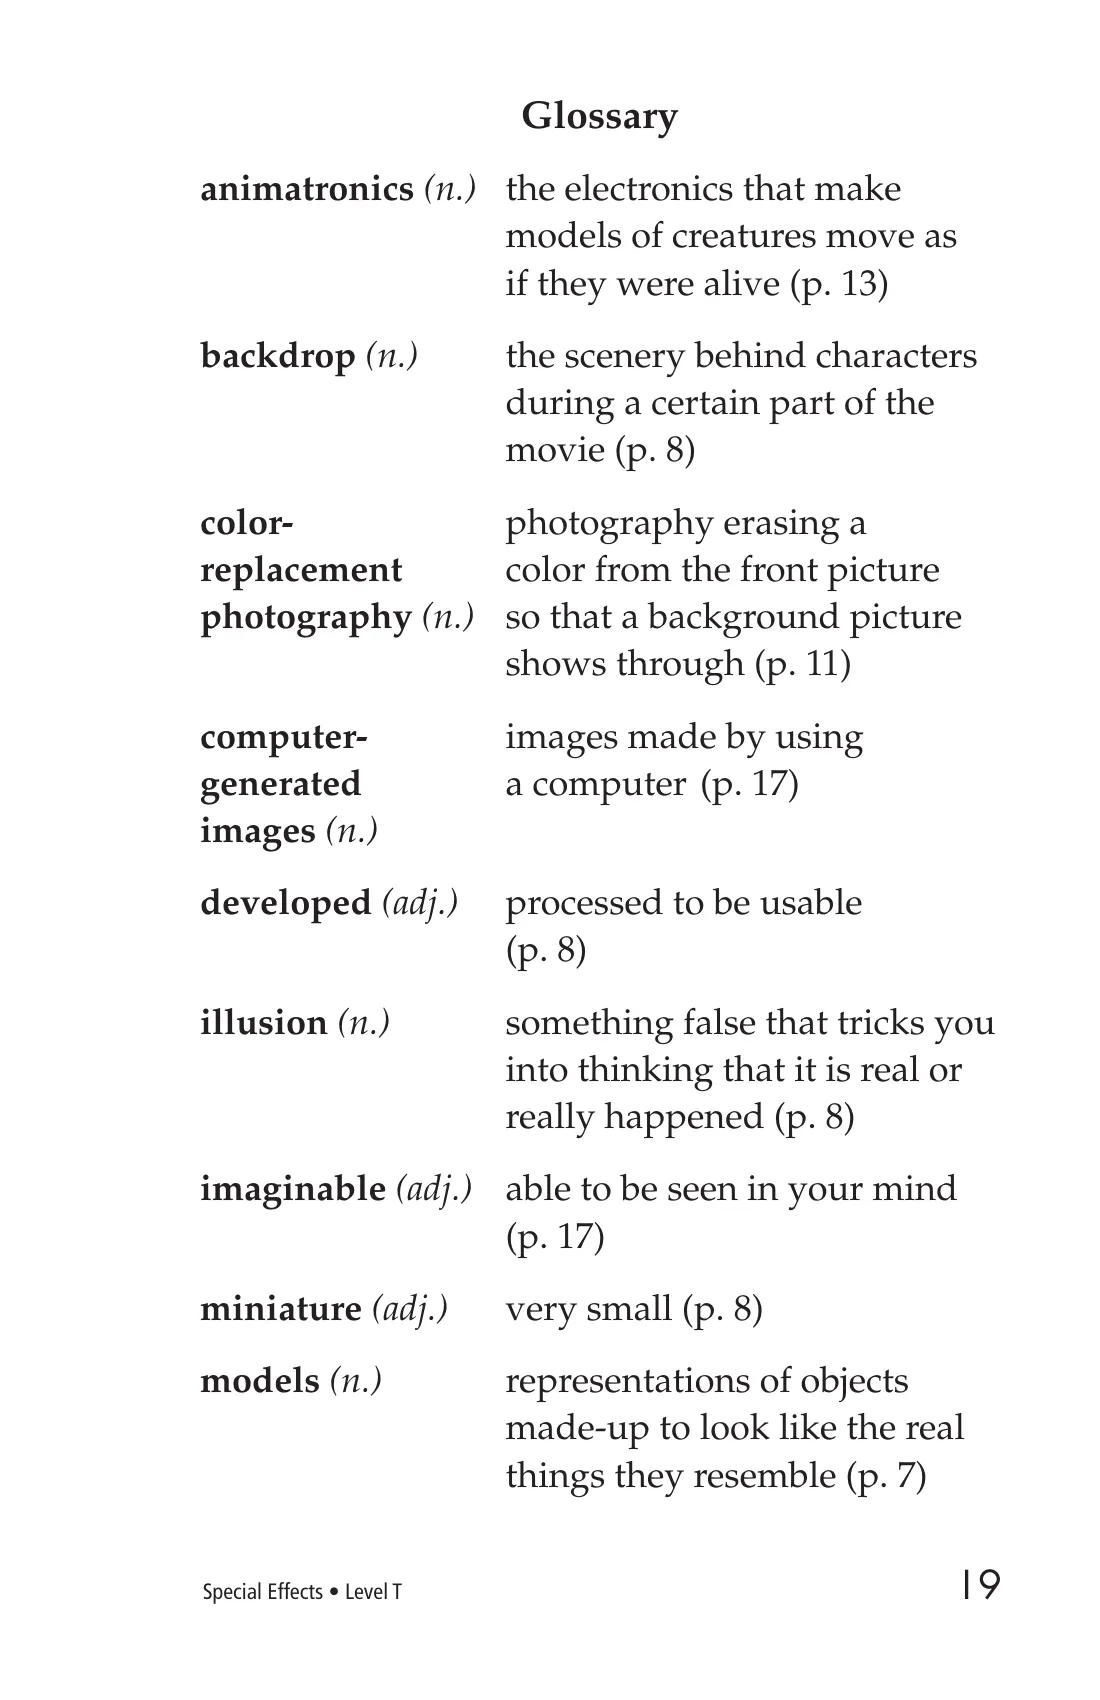 Glossary
animatronics (n.) the electronics that make
models of creatures move as
if they were alive (p. 13)
backdrop (n.) the scenery behind characters
during a certain part of the
movie (p. 8)
color- photography erasing a
replacement color from the front picture
photography (n.) so that a background picture
shows through (p. 11)
computer- images made by using
generated a computer (p. 17)
images (n.)
developed (adj.) processed to be usable
(p. 8)
illusion (n.) something false that tricks you
into thinking that it is real or
really happened (p. 8)
imaginable (adj.) able to be seen in your mind
(p. 17)
miniature (adj.) very small (p. 8)
models (n.) representations of objects
made-up to look like the real
things they resemble (p. 7)
Special Effects • Level T 19